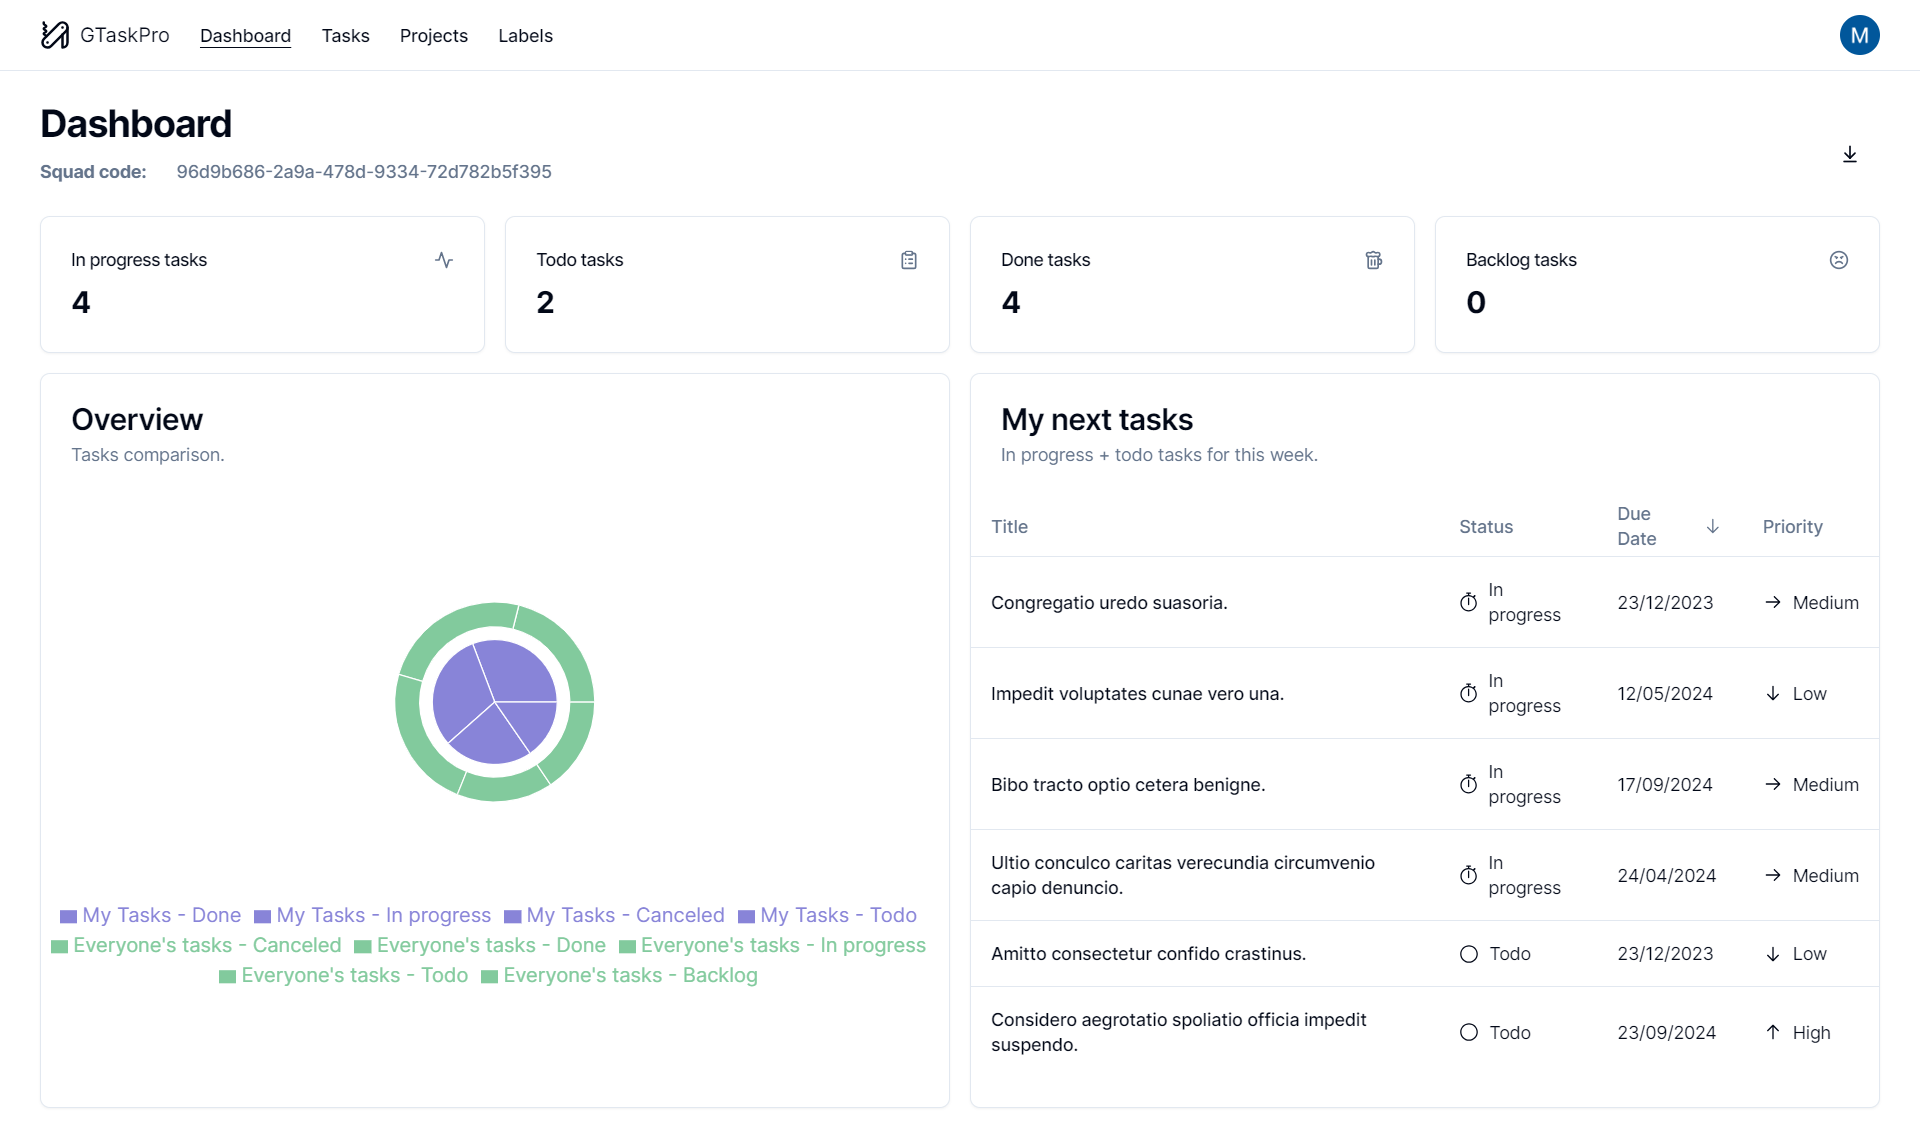 GTaskPro
Dashboard
Tasks
Projects
Labels
M
Dashboard
Squad code: 96d9b686-2a9a-478d-9334-72d782b5f395
In progress tasks
4
Todo tasks
2
Done tasks
4
Backlog tasks
0
Overview
Tasks comparison.
My Tasks - Done My Tasks - In progress My Tasks - Canceled My Tasks - Todo
Everyone's tasks - Canceled Everyone's tasks - Done Everyone's tasks - In progress
Everyone's tasks - Todo Everyone's tasks - Backlog
My next tasks
In progress + todo tasks for this week.
Title
Status
Due
Date
Priority
Congregatio uredo suasoria.
In
progress
23/12/2023
Medium
Impedit voluptates cunae vero una.
In
progress
12/05/2024
Low
Bibo tracto optio cetera benigne.
In
progress
17/09/2024
Medium
Ultio conculco caritas verecundia circumvenio
capio denuncio.
In
progress
24/04/2024
Medium
Amitto consectetur confido crastinus.
Todo
23/12/2023
Low
Considero aegrotatio spoliatio officia impedit
suspendo.
Todo
23/09/2024
High